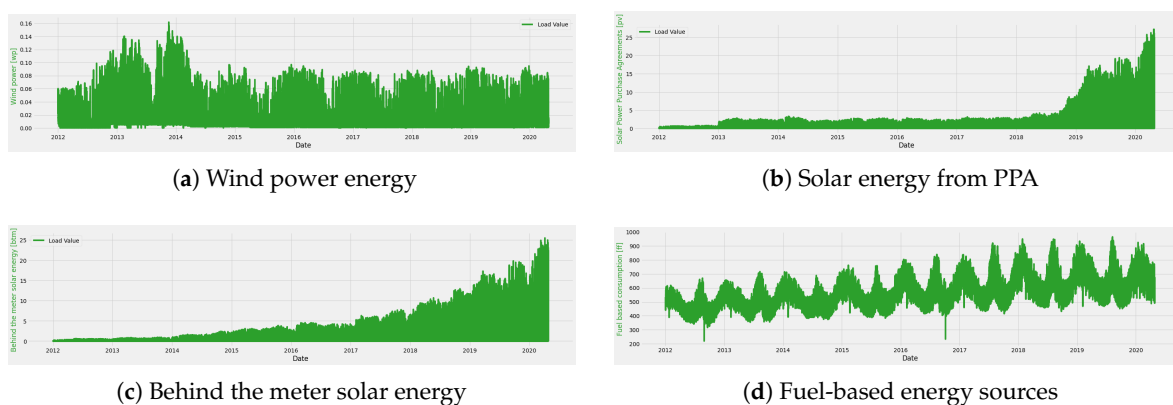 Load Value
Wind power [wp]
0.16
0.14
0.12
0.10
0.08
0.06
0.04
0.02
0.00
2012 2013 2014 2015 2016 2017 2018 2019 2020
Date
(a) Wind power energy
Load Value
Solar Power Purchase Agreements [pv]
25
20
15
10
5
0
2012 2013 2014 2015 2016 2017 2018 2019 2020
Date
(b) Solar energy from PPA
Load Value
Behind the meter solar energy [btm]
25
20
15
10
5
0
2012 2013 2014 2015 2016 2017 2018 2019 2020
Date
(c) Behind the meter solar energy
Fuel based consumption [ff]
1000
900
800
700
600
500
400
300
200
2012 2013 2014 2015 2016 2017 2018 2019 2020
Date
(d) Fuel-based energy sources